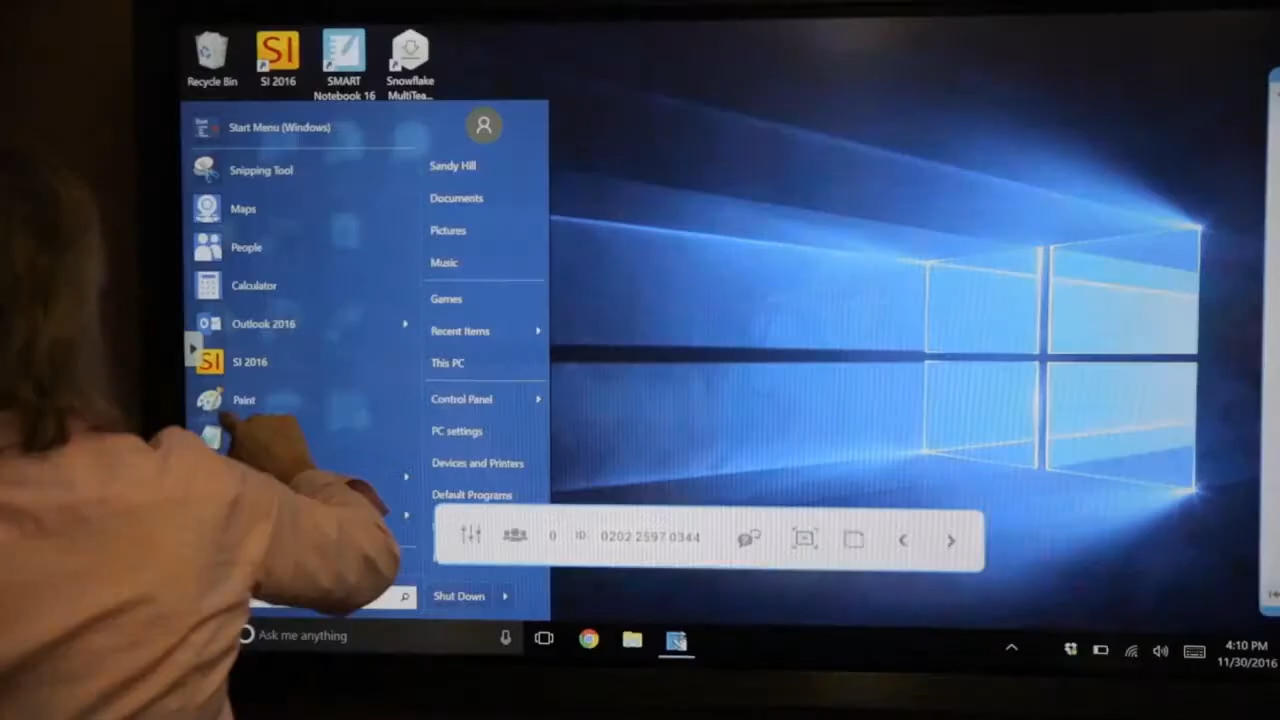 Recycle Bin
SI
SI 2016
SMART
Notebook 16
Snowflake
MultiTea...
Start Menu (Windows)
Snipping Tool
Maps
People
Calculator
Outlook 2016
SI
SI 2016
Paint
Sandy Hill
Documents
Pictures
Music
Games
Recent Items
This PC
Control Panel
PC settings
Devices and Printers
Default Programs
0 ID 0202 2597 0344
Shut Down
Ask me anything
4:10 PM
11/30/2016